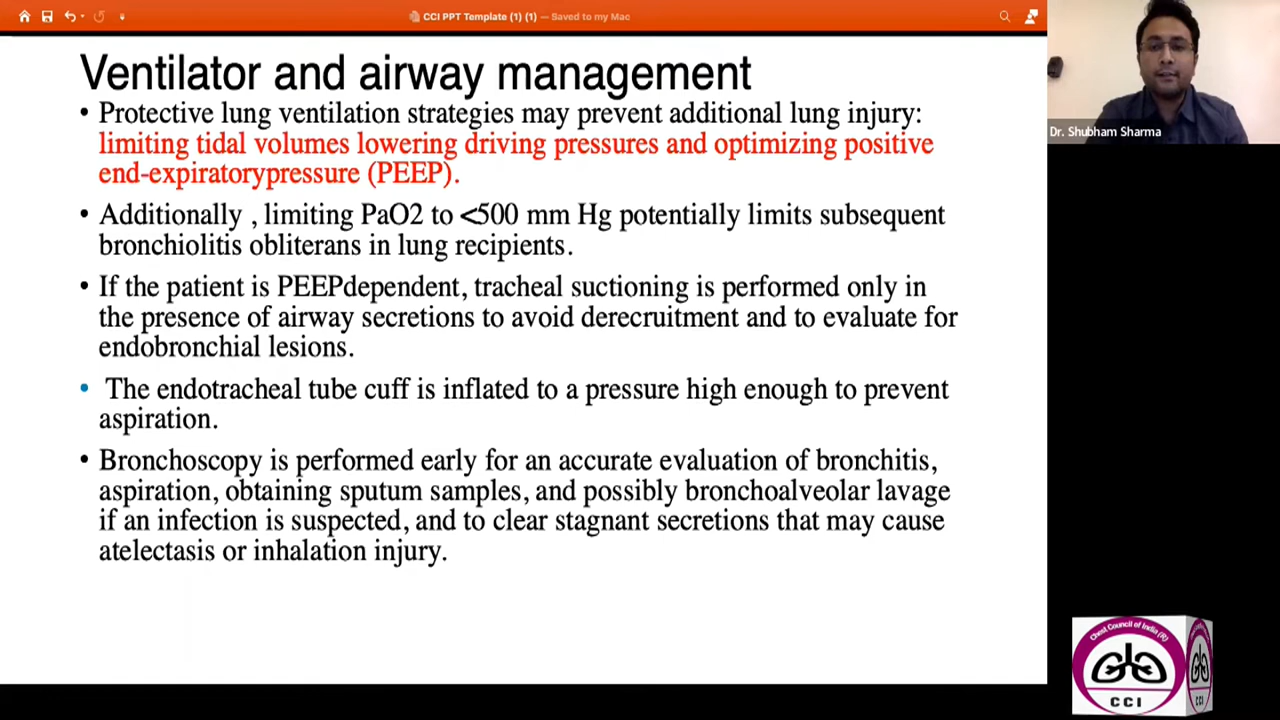 CCI PPT Template (1) (1) — Saved to my Mac
Ventilator and airway management
• Protective lung ventilation strategies may prevent additional lung injury:
limiting tidal volumes lowering driving pressures and optimizing positive
end-expiratorypressure (PEEP).
• Additionally , limiting PaO2 to <500 mm Hg potentially limits subsequent
bronchiolitis obliterans in lung recipients.
• If the patient is PEEPdependent, tracheal suctioning is performed only in
the presence of airway secretions to avoid derecruitment and to evaluate for
endobronchial lesions.
• The endotracheal tube cuff is inflated to a pressure high enough to prevent
aspiration.
• Bronchoscopy is performed early for an accurate evaluation of bronchitis,
aspiration, obtaining sputum samples, and possibly bronchoalveolar lavage
if an infection is suspected, and to clear stagnant secretions that may cause
atelectasis or inhalation injury.
Dr. Shubham Sharma
Chest Council of India (R)
CCI